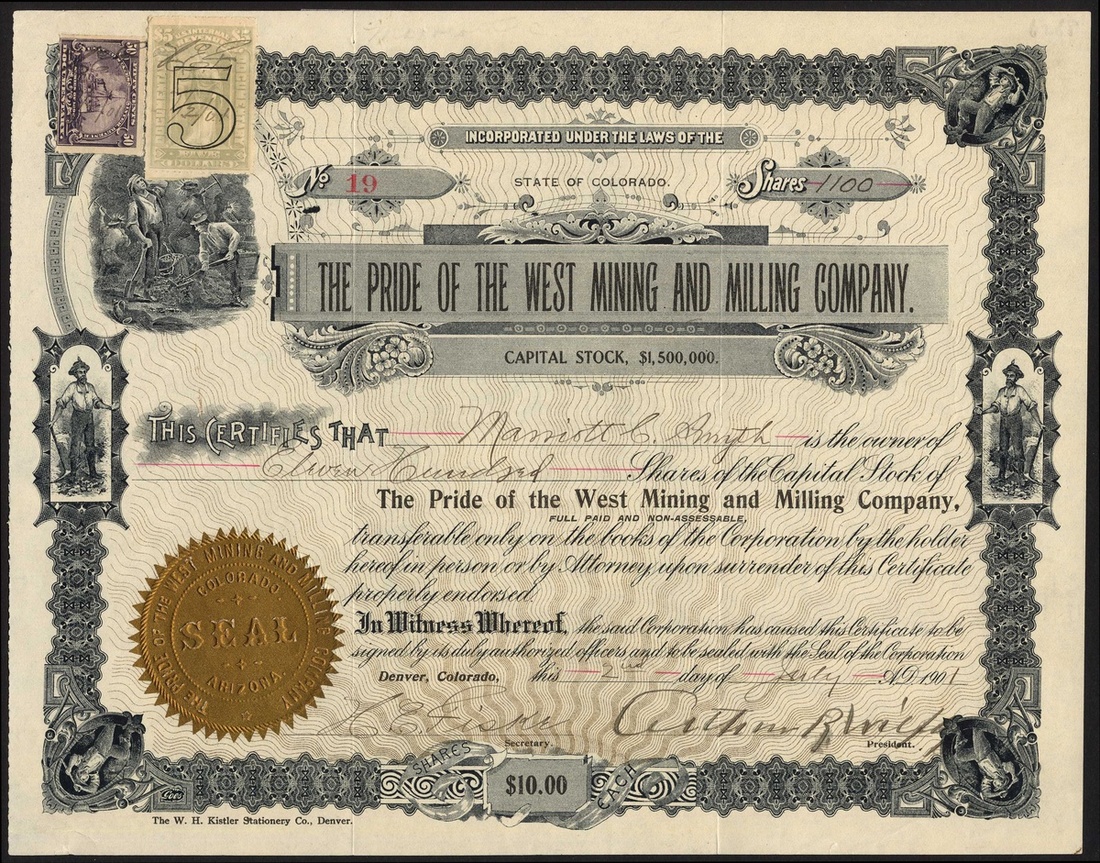 $5 U.S. INTERNAL $5
REVENUE
5
DOLLARS
50
INCORPORATED UNDER THE LAWS OF THE
No 19
STATE OF COLORADO.
Shares 1100
THE PRIDE OF THE WEST MINING AND MILLING COMPANY.
CAPITAL STOCK, $1,500,000.
THIS CERTIFIES THAT Marriott C. Smyth is the owner of
Eleven Hundred Shares of the Capital Stock of
The Pride of the West Mining and Milling Company,
FULL PAID AND NON-ASSESSABLE,
transferable only on the books of the Corporation by the holder
hereof in person or by Attorney, upon surrender of this Certificate
properly endorsed.
In Witness Whereof, the said Corporation has caused this Certificate to be
signed by its duly authorized officers and to be sealed with the Seal of the Corporation
Denver, Colorado, this 2nd day of July A.D. 1901
THE PRIDE OF THE WEST MINING AND MILLING COMPANY
COLORADO
SEAL
ARIZONA
Secretary.
President.
SHARES
$10.00
EACH
Goes
The W. H. Kistler Stationery Co., Denver.